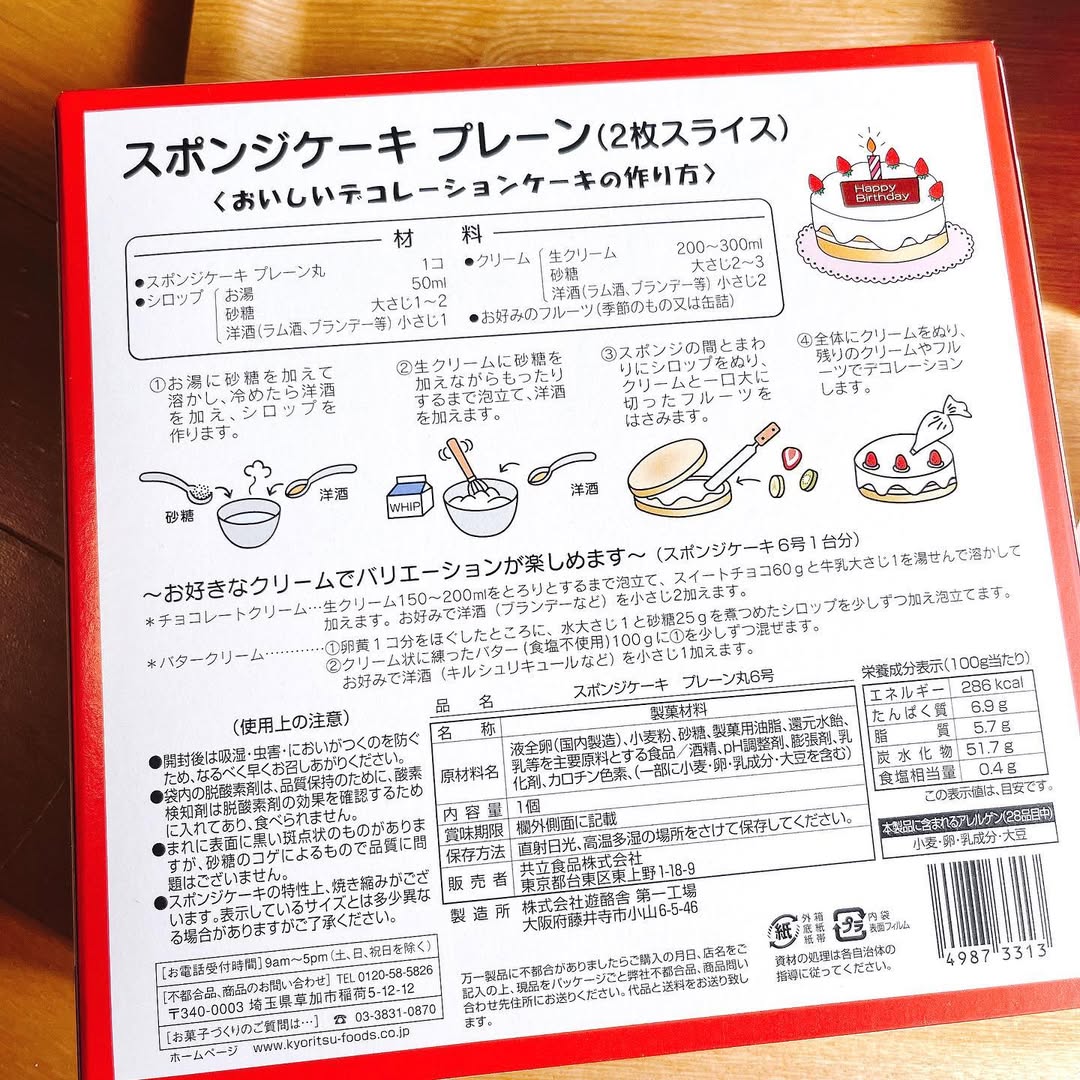 スポンジケーキ プレーン(2枚スライス)
〈おいしいデコレーションケーキの作り方〉
Happy
Birthday
材 料
●スポンジケーキ プレーン丸 1コ
●シロップ お湯 50ml
砂糖 大さじ1〜2
洋酒(ラム酒、ブランデー等) 小さじ1
●クリーム 生クリーム 200〜300ml
砂糖 大さじ2〜3
洋酒(ラム酒、ブランデー等) 小さじ2
●お好みのフルーツ(季節のもの又は缶詰)
①お湯に砂糖を加えて
溶かし、冷めたら洋酒
を加え、シロップを
作ります。
②生クリームに砂糖を
加えながらもったり
するまで泡立て、洋酒
を加えます。
③スポンジの間とまわ
りにシロップをぬり、
クリームと一口大に
切ったフルーツを
はさみます。
④全体にクリームをぬり、
残りのクリームやフル
ーツでデコレーション
します。
砂糖
洋酒
WHIP
洋酒
〜お好きなクリームでバリエーションが楽しめます〜(スポンジケーキ6号1台分)
*チョコレートクリーム…生クリーム150〜200mlをとろりとするまで泡立て、スイートチョコ60gと牛乳大さじ1を湯せんで溶かして
加えます。お好みで洋酒(ブランデーなど)を小さじ2加えます。
*バタークリーム…………①卵黄1コ分をほぐしたところに、水大さじ1と砂糖25gを煮つめたシロップを少しずつ加え泡立てます。
②クリーム状に練ったバター(食塩不使用)100gに①を少しずつ混ぜます。
お好みで洋酒(キルシュリキュールなど)を小さじ1加えます。
(使用上の注意)
●開封後は吸湿・虫害・においがつくのを防ぐ
ため、なるべく早くお召しあがりください。
●袋内の脱酸素剤は、品質保持のために、酸素
検知剤は脱酸素剤の効果を確認するため
に入れてあり、食べられません。
●まれに表面に黒い斑点状のものがありま
すが、砂糖のコゲによるもので品質に問
題はございません。
●スポンジケーキの特性上、焼き縮みがござ
います。表示しているサイズとは多少異な
る場合がありますがご了承ください。
[お電話受付時間]9am〜5pm(土、日、祝日を除く)
[不都合品、商品のお問い合わせ] TEL 0120-58-5826
〒340-0003 埼玉県草加市稲荷5-12-12
[お菓子づくりのご質問は…] ☎ 03-3831-0870
ホームページ www.kyoritsu-foods.co.jp
品 名 スポンジケーキ プレーン丸6号
名 称 製菓材料
原材料名 液全卵(国内製造)、小麦粉、砂糖、製菓用油脂、還元水飴、
乳等を主要原料とする食品/酒精、pH調整剤、膨張剤、乳
化剤、カロチン色素、(一部に小麦・卵・乳成分・大豆を含む)
内容量 1個
賞味期限 欄外側面に記載
保存方法 直射日光、高温多湿の場所をさけて保存してください。
販売者 共立食品株式会社
東京都台東区東上野1-18-9
製造所 株式会社遊酪舎 第一工場
大阪府藤井寺市小山6-5-46
万一製品に不都合がありましたらご購入の月日、店名をご
記入の上、現品をパッケージごと弊社不都合品、商品問い
合わせ先住所にお送りください。代品と送料をお送り致し
ます。
栄養成分表示(100g当たり)
エネルギー 286 kcal
たんぱく質 6.9 g
脂質 5.7 g
炭水化物 51.7 g
食塩相当量 0.4 g
この表示値は、目安です。
本製品に含まれるアレルゲン(28品目中)
小麦・卵・乳成分・大豆
紙 外箱
底紙
紙帯
プラ 内袋
表面フィルム
資材の処理は各自治体の
指導に従ってください。
4987 3313